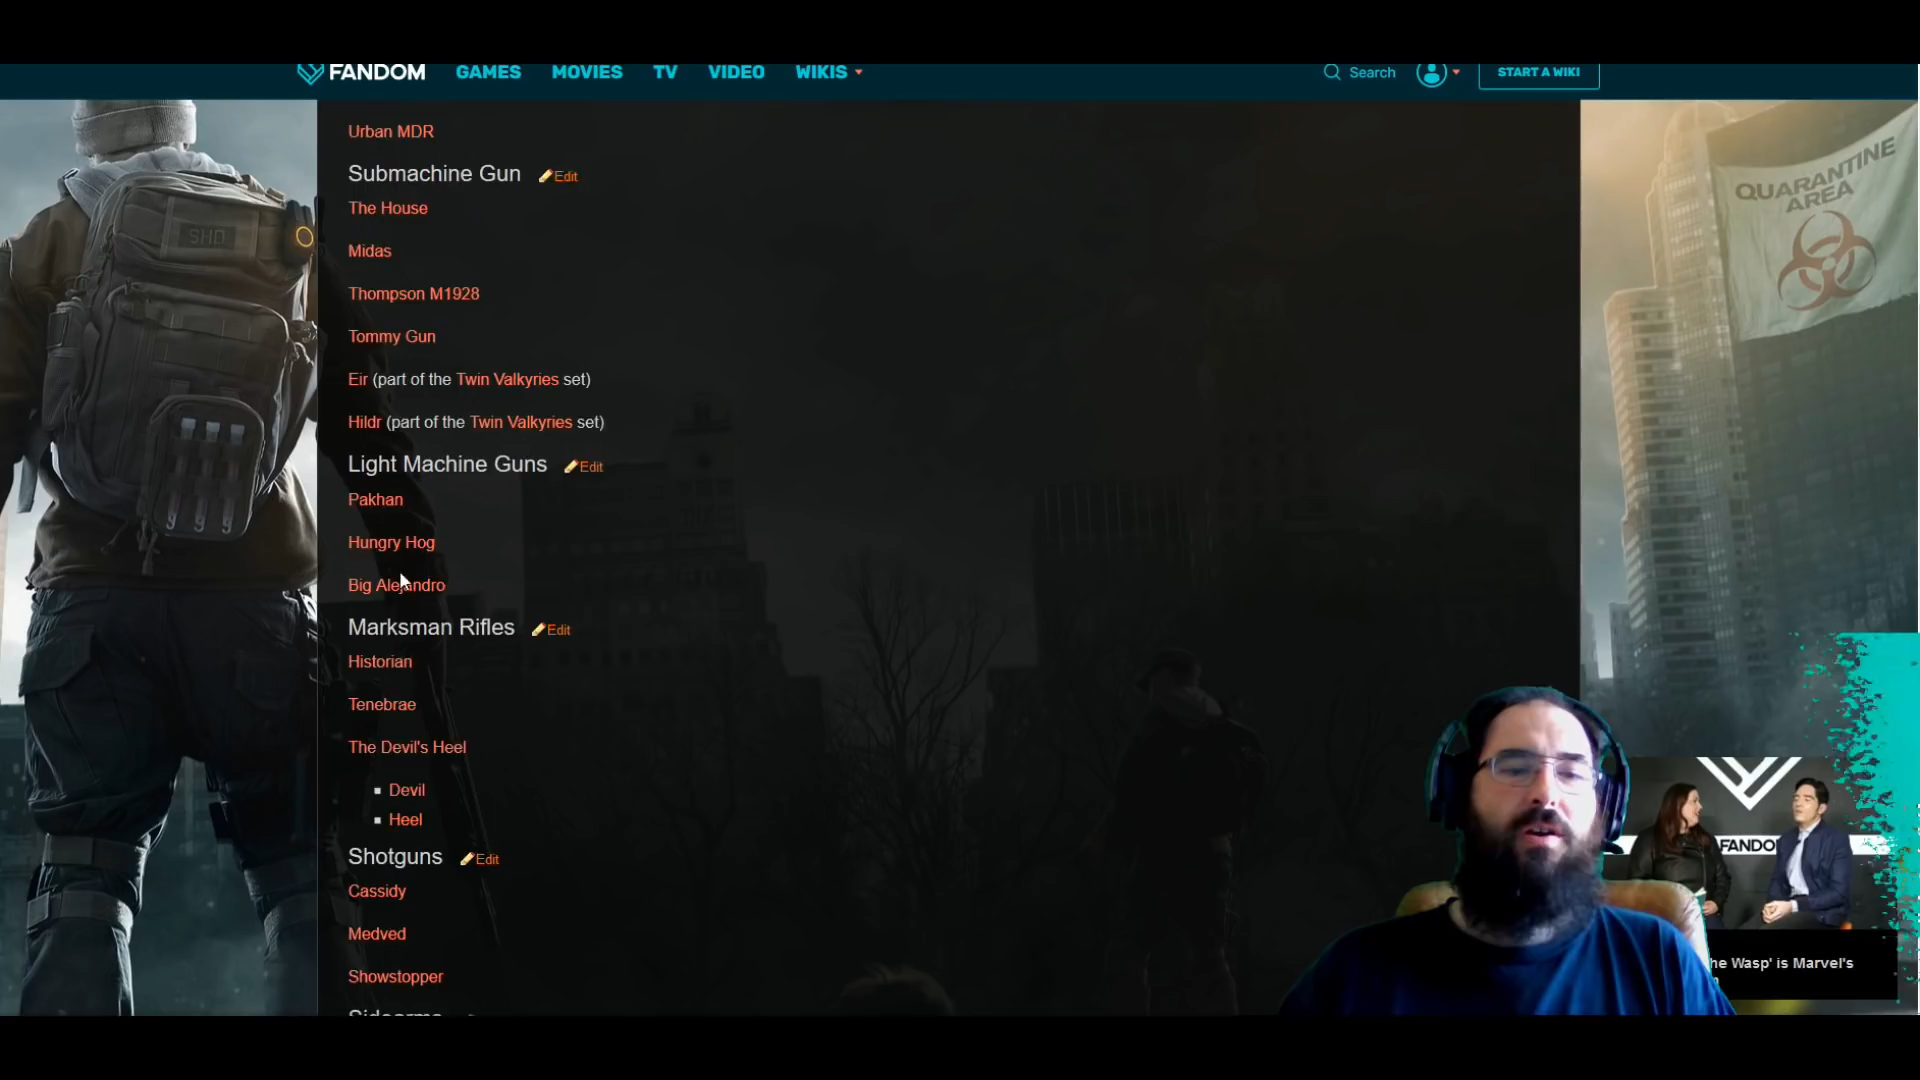 FANDOM GAMES MOVIES TV VIDEO WIKIS Search START A WIKI
Urban MDR
Submachine Gun Edit
The House
Midas
Thompson M1928
Tommy Gun
Eir (part of the Twin Valkyries set)
Hildr (part of the Twin Valkyries set)
Light Machine Guns Edit
Pakhan
Hungry Hog
Big Alejandro
Marksman Rifles Edit
Historian
Tenebrae
The Devil's Heel
Devil
Heel
Shotguns Edit
Cassidy
Medved
Showstopper
SHD
QUARANTINE
AREA
FANDO
he Wasp' is Marvel's